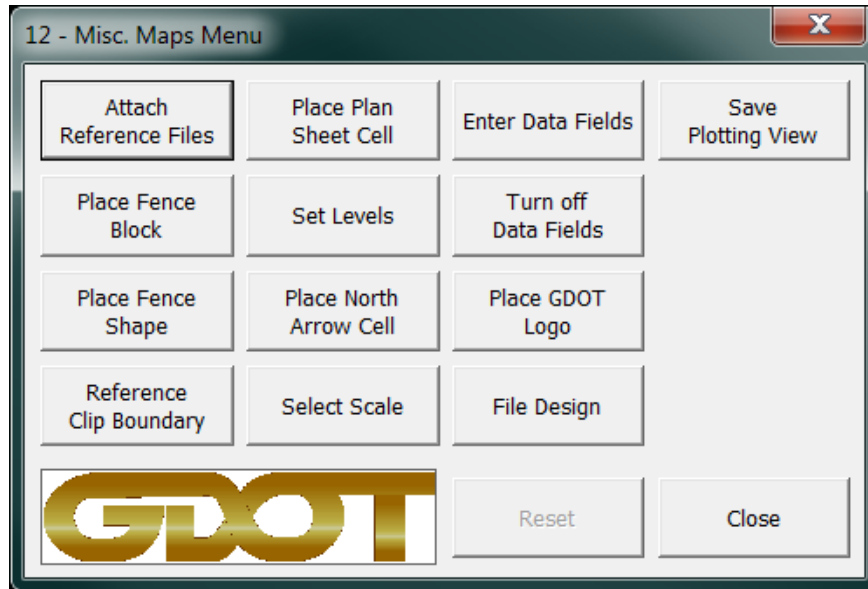 12 - Misc. Maps Menu
X
Attach
Reference Files
Place Plan
Sheet Cell
Enter Data Fields
Save
Plotting View
Place Fence
Block
Set Levels
Turn off
Data Fields
Place Fence
Shape
Place North
Arrow Cell
Place GDOT
Logo
Reference
Clip Boundary
Select Scale
File Design
GDOT
Reset
Close